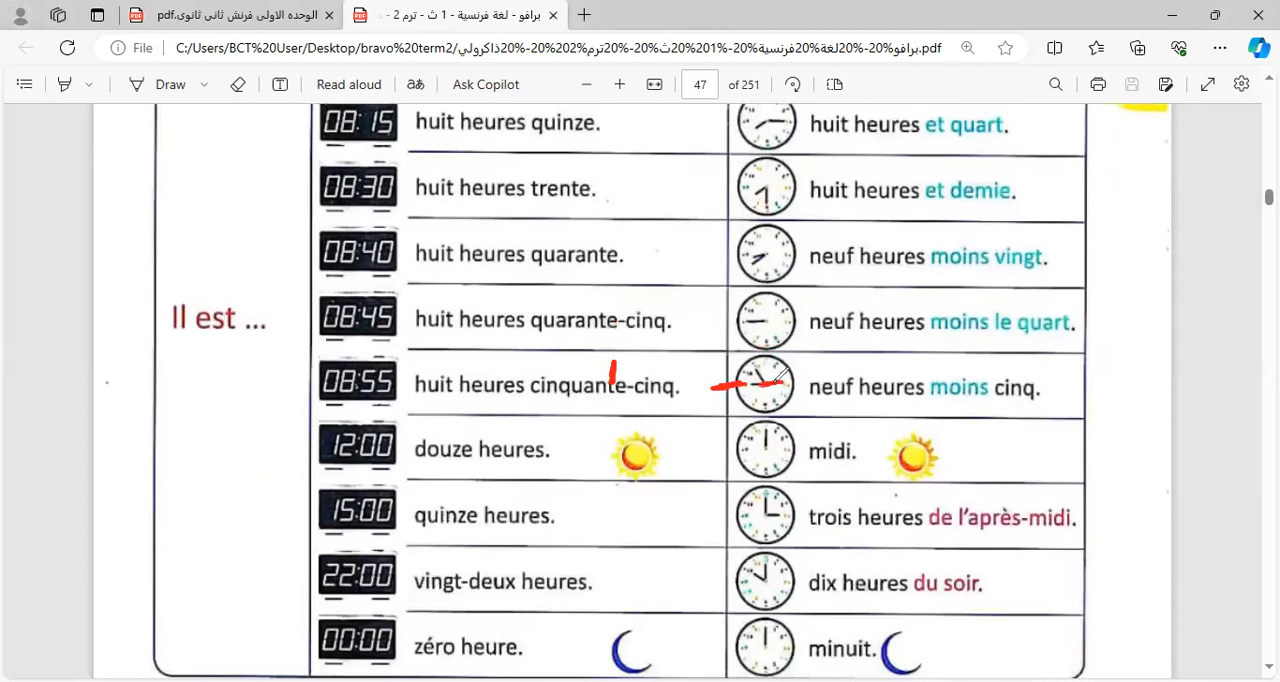 الوحده الاولى فرنش ثانى ثانوى.pdf
برافو - لغة فرنسية - 1 ث - ترم 2 -
File
C:/Users/BCT%20User/Desktop/bravo%20term2/برافو%20-%20لغة%20فرنسية%20-%201%20ث%20-%20ترم%202%20-%20ذاكرولي.pdf
Draw
Read aloud
aあ
Ask Copilot
47 of 251
08:15 huit heures quinze. huit heures et quart.
08:30 huit heures trente. huit heures et demie.
08:40 huit heures quarante. neuf heures moins vingt.
Il est ...
08:45 huit heures quarante-cinq. neuf heures moins le quart.
08:55 huit heures cinquante-cinq. neuf heures moins cinq.
12:00 douze heures. midi.
15:00 quinze heures. trois heures de l'après-midi.
22:00 vingt-deux heures. dix heures du soir.
00:00 zéro heure. minuit.